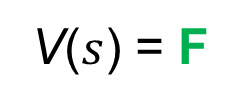 V(s) = F